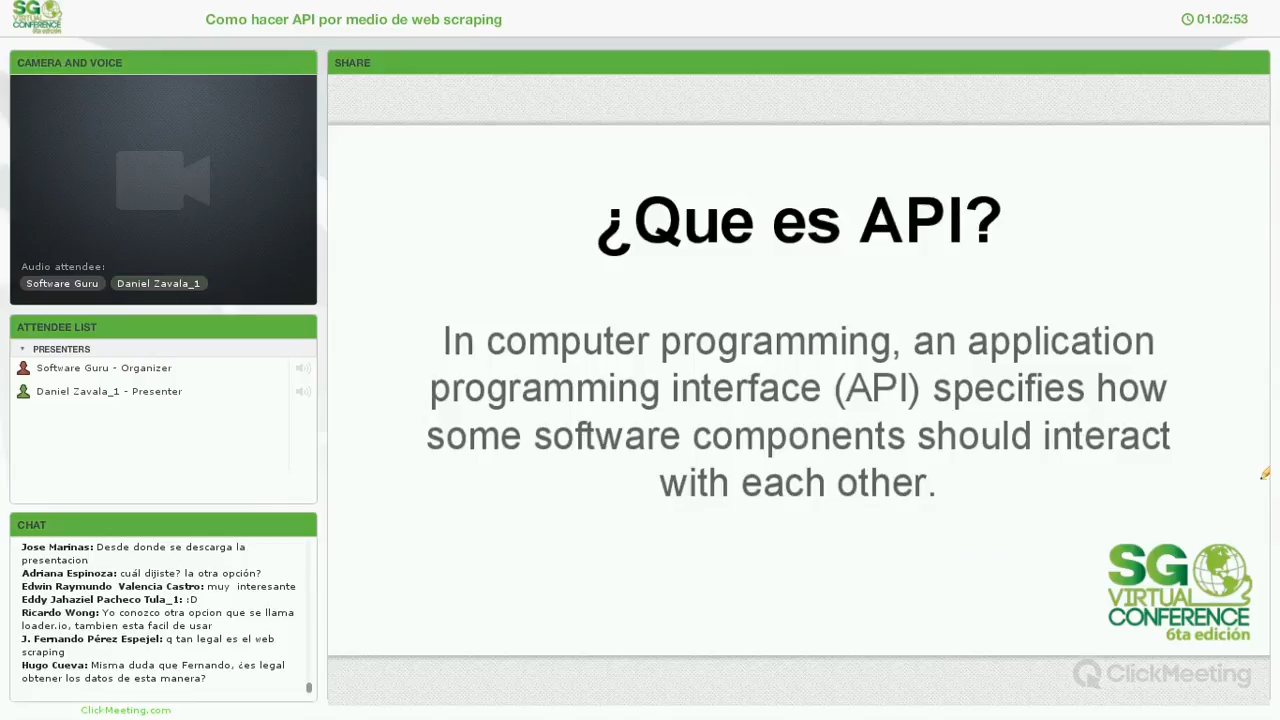 SG
VIRTUAL
CONFERENCE
6ta edición
Como hacer API por medio de web scraping
01:02:53
CAMERA AND VOICE
Audio attendee:
Software Guru Daniel Zavala_1
ATTENDEE LIST
PRESENTERS
Software Guru - Organizer
Daniel Zavala_1 - Presenter
CHAT
Jose Marinas: Desde donde se descarga la
presentacion
Adriana Espinoza: cuál dijiste? la otra opción?
Edwin Raymundo Valencia Castro: muy interesante
Eddy Jahaziel Pacheco Tula_1: :D
Ricardo Wong: Yo conozco otra opcion que se llama
loader.io, tambien esta facil de usar
J. Fernando Pérez Espejel: q tan legal es el web
scraping
Hugo Cueva: Misma duda que Fernando, ¿es legal
obtener los datos de esta manera?
ClickMeeting.com
SHARE
¿Que es API?
In computer programming, an application
programming interface (API) specifies how
some software components should interact
with each other.
SG
VIRTUAL
CONFERENCE
6ta edición
ClickMeeting